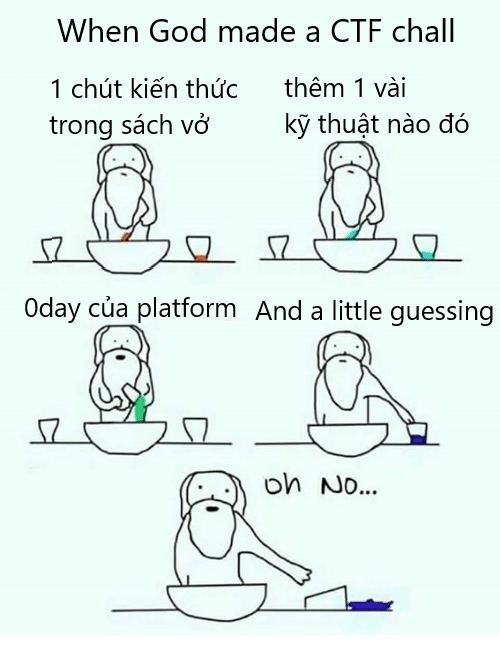 When God made a CTF chall
1 chút kiến thức
trong sách vở
thêm 1 vài
kỹ thuật nào đó
0day của platform
And a little guessing
oh NO...